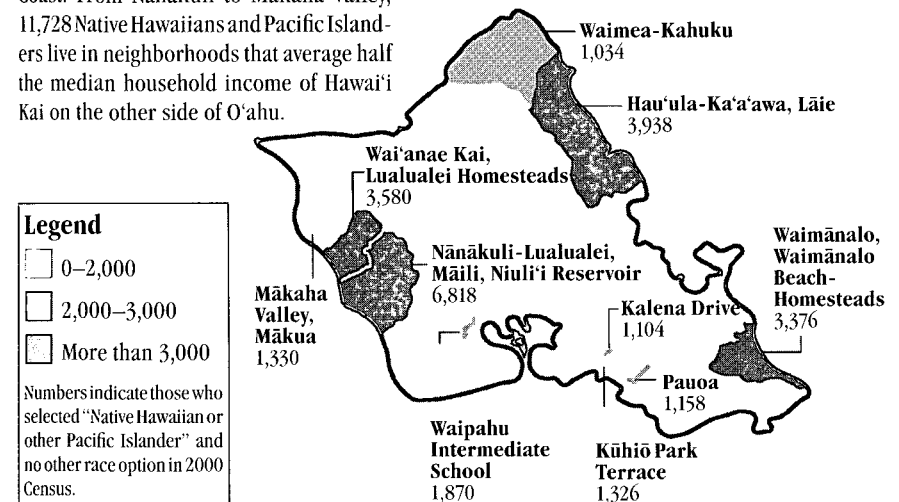 coast. From Nānākuli to Mākaha Valley,
11,728 Native Hawaiians and Pacific Island-
ers live in neighborhoods that average half
the median household income of Hawai‘i
Kai on the other side of O‘ahu.
Waimea-Kahuku
1,034
Hau‘ula-Ka‘a‘awa, Lāie
3,938
Wai‘anae Kai,
Lualualei Homesteads
3,580
Legend
0–2,000
2,000–3,000
More than 3,000
Numbers indicate those who
selected “Native Hawaiian or
other Pacific Islander” and
no other race option in 2000
Census.
Mākaha
Valley,
Mākua
1,330
Nānākuli-Lualualei,
Māili, Niuli‘i Reservoir
6,818
Waimānalo,
Waimānalo
Beach-
Homesteads
3,376
Kalena Drive
1,104
Pauoa
1,158
Waipahu
Intermediate
School
1,870
Kūhiō Park
Terrace
1,326